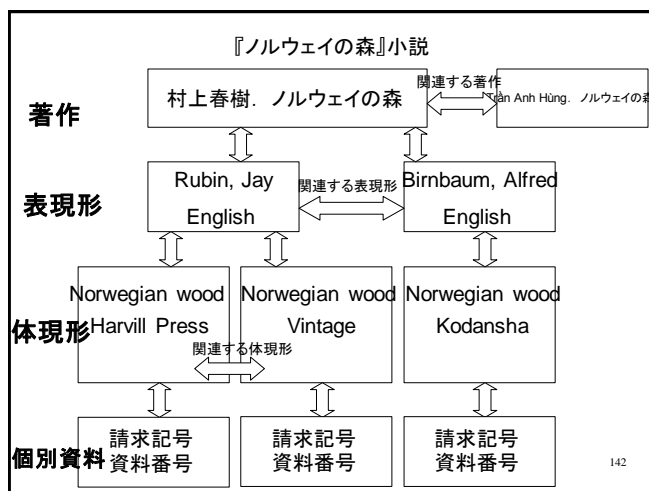 『ノルウェイの森』小説
関連する著作
村上春樹. ノルウェイの森
Trần Anh Hùng. ノルウェイの森
著作
Rubin, Jay
English
関連する表現形
Birnbaum, Alfred
English
表現形
Norwegian wood
Harvill Press
Norwegian wood
Vintage
Norwegian wood
Kodansha
体現形
関連する体現形
請求記号
資料番号
請求記号
資料番号
請求記号
資料番号
個別資料
142